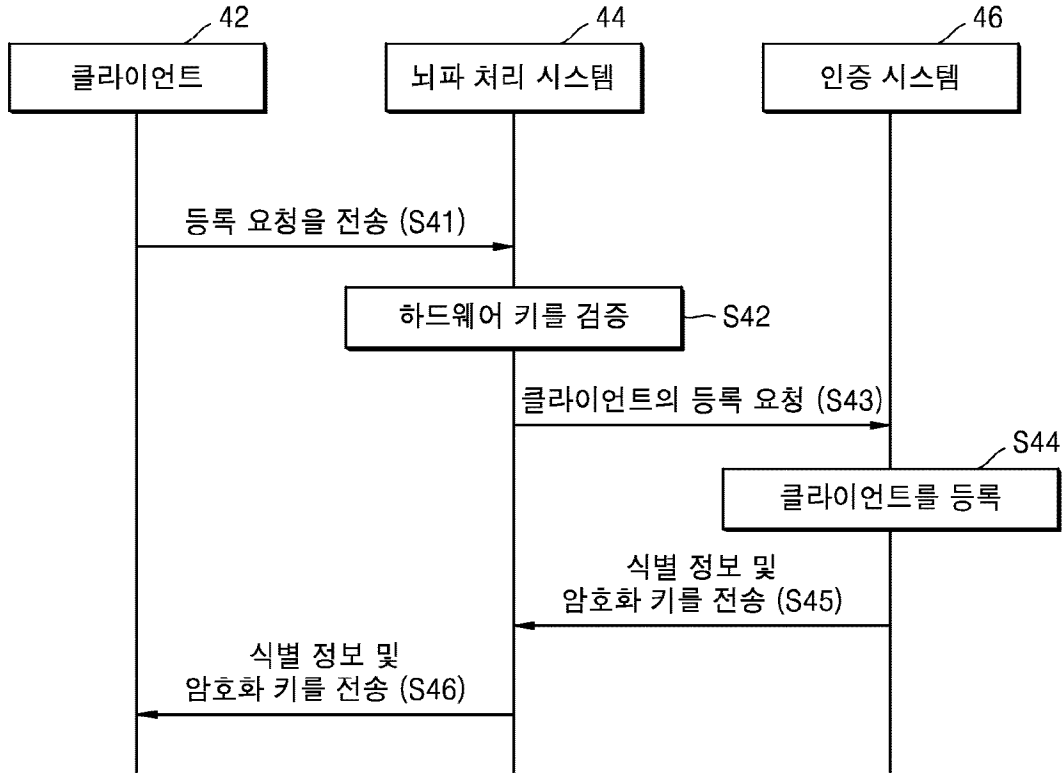 42
44
46
클라이언트
뇌파 처리 시스템
인증 시스템
등록 요청을 전송 (S41)
하드웨어 키를 검증
S42
클라이언트의 등록 요청 (S43)
S44
클라이언트를 등록
식별 정보 및
암호화 키를 전송 (S45)
식별 정보 및
암호화 키를 전송 (S46)